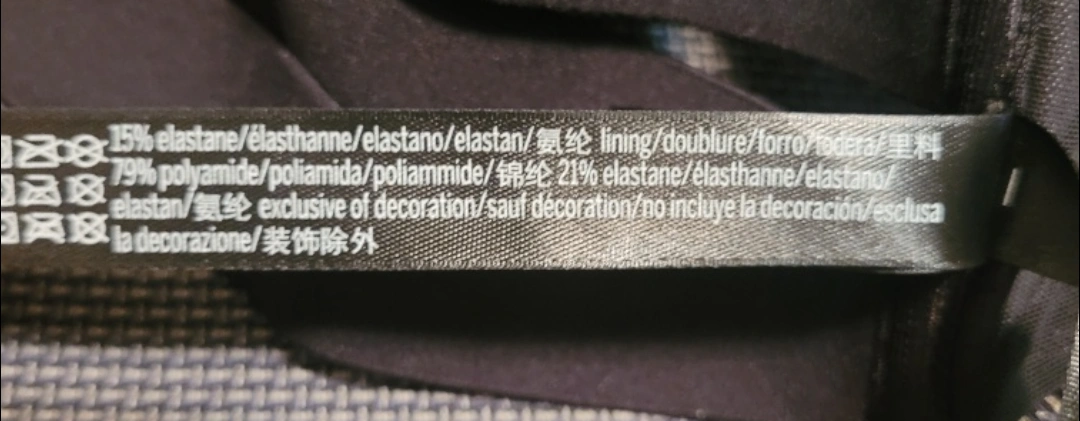 15% elastane/élasthanne/elastano/elastan/氨纶 lining/doublure/forro/fodera/里料
79% polyamide/poliamida/poliammide/锦纶 21% elastane/élasthanne/elastano/
elastan/氨纶 exclusive of decoration/sauf décoration/no incluye la decoración/esclusa
la decorazione/装饰除外